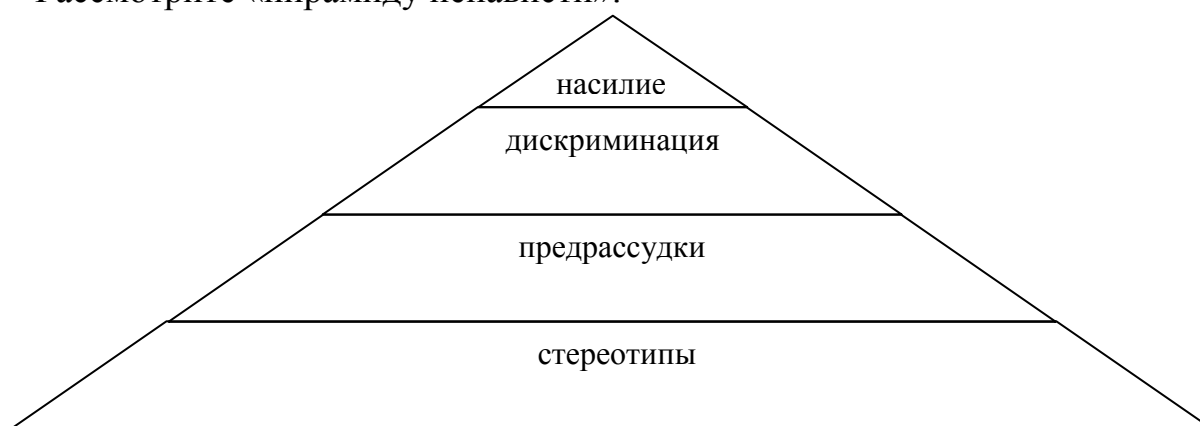 насилие
дискриминация
предрассудки
стереотипы